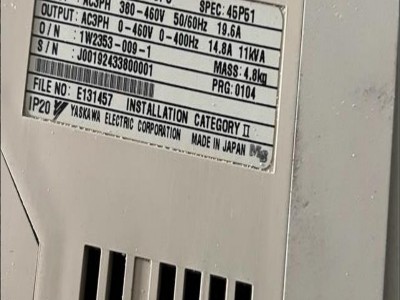 SPEC: 45P51
: AC3PH 380-460V 50/60Hz 19.6A
OUTPUT: AC3PH 0-460V 0-400Hz 14.8A 11kVA
O/N : 1W2353-009-1 MASS: 4.8kg
S/N : J00192433800001 PRG: 0104
FILE NO: E131457 INSTALLATION CATEGORY II
IP20 YASKAWA ELECTRIC CORPORATION MADE IN JAPAN